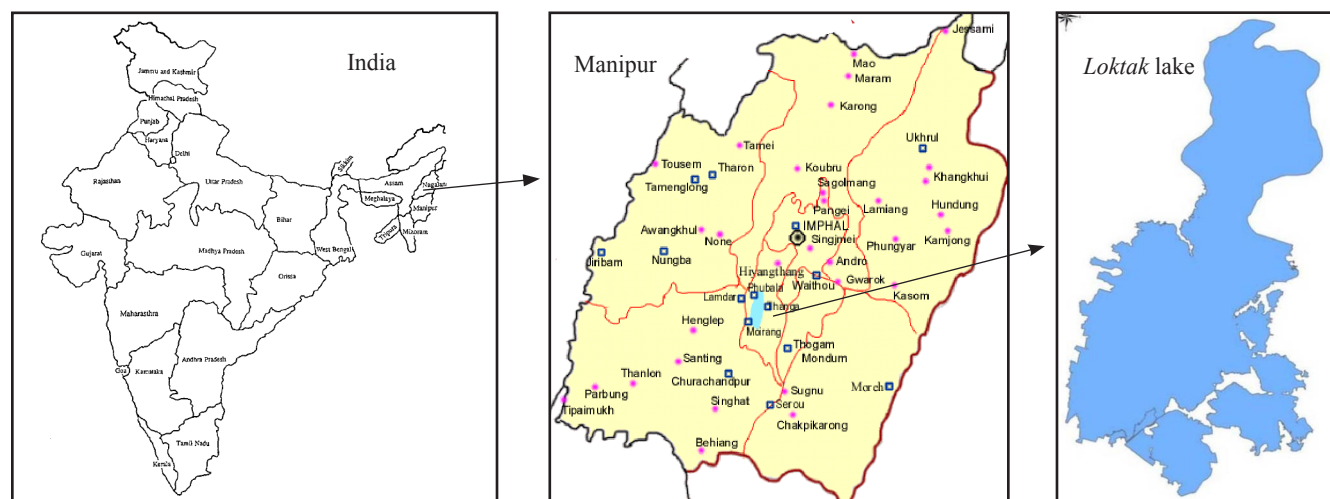 India
Jammu and Kashmir
Himachal Pradesh
Punjab
Haryana
Delhi
Rajasthan
Uttar Pradesh
Sikkim
Assam
Nagaland
Meghalaya
Manipur
Bihar
Tripura
Mizoram
Gujarat
Madhya Pradesh
West Bengal
Orissa
Maharasthra
Andhra Pradesh
Goa
Karnataka
Tamil Nadu
Kerala
Manipur
Jessami
Mao
Maram
Karong
Ukhrul
Tamei
Tousem
Tharon
Koubru
Khangkhui
Tamenglong
Sagolmang
Pangei
Lamiang
Hundung
IMPHAL
Awangkhul
None
Singjmei
Phungyar
Kamjong
Jiribam
Nungba
Andro
Hiyangthang
Waithou
Gwarok
Kasom
Phubala
Lamdan
Thanga
Moirang
Henglep
Thogam
Mondum
Santing
Thanlon
Churachandpur
Parbung
Sugnu
Moreh
Tipaimukh
Singhat
Serou
Chakpikarong
Behiang
Loktak lake